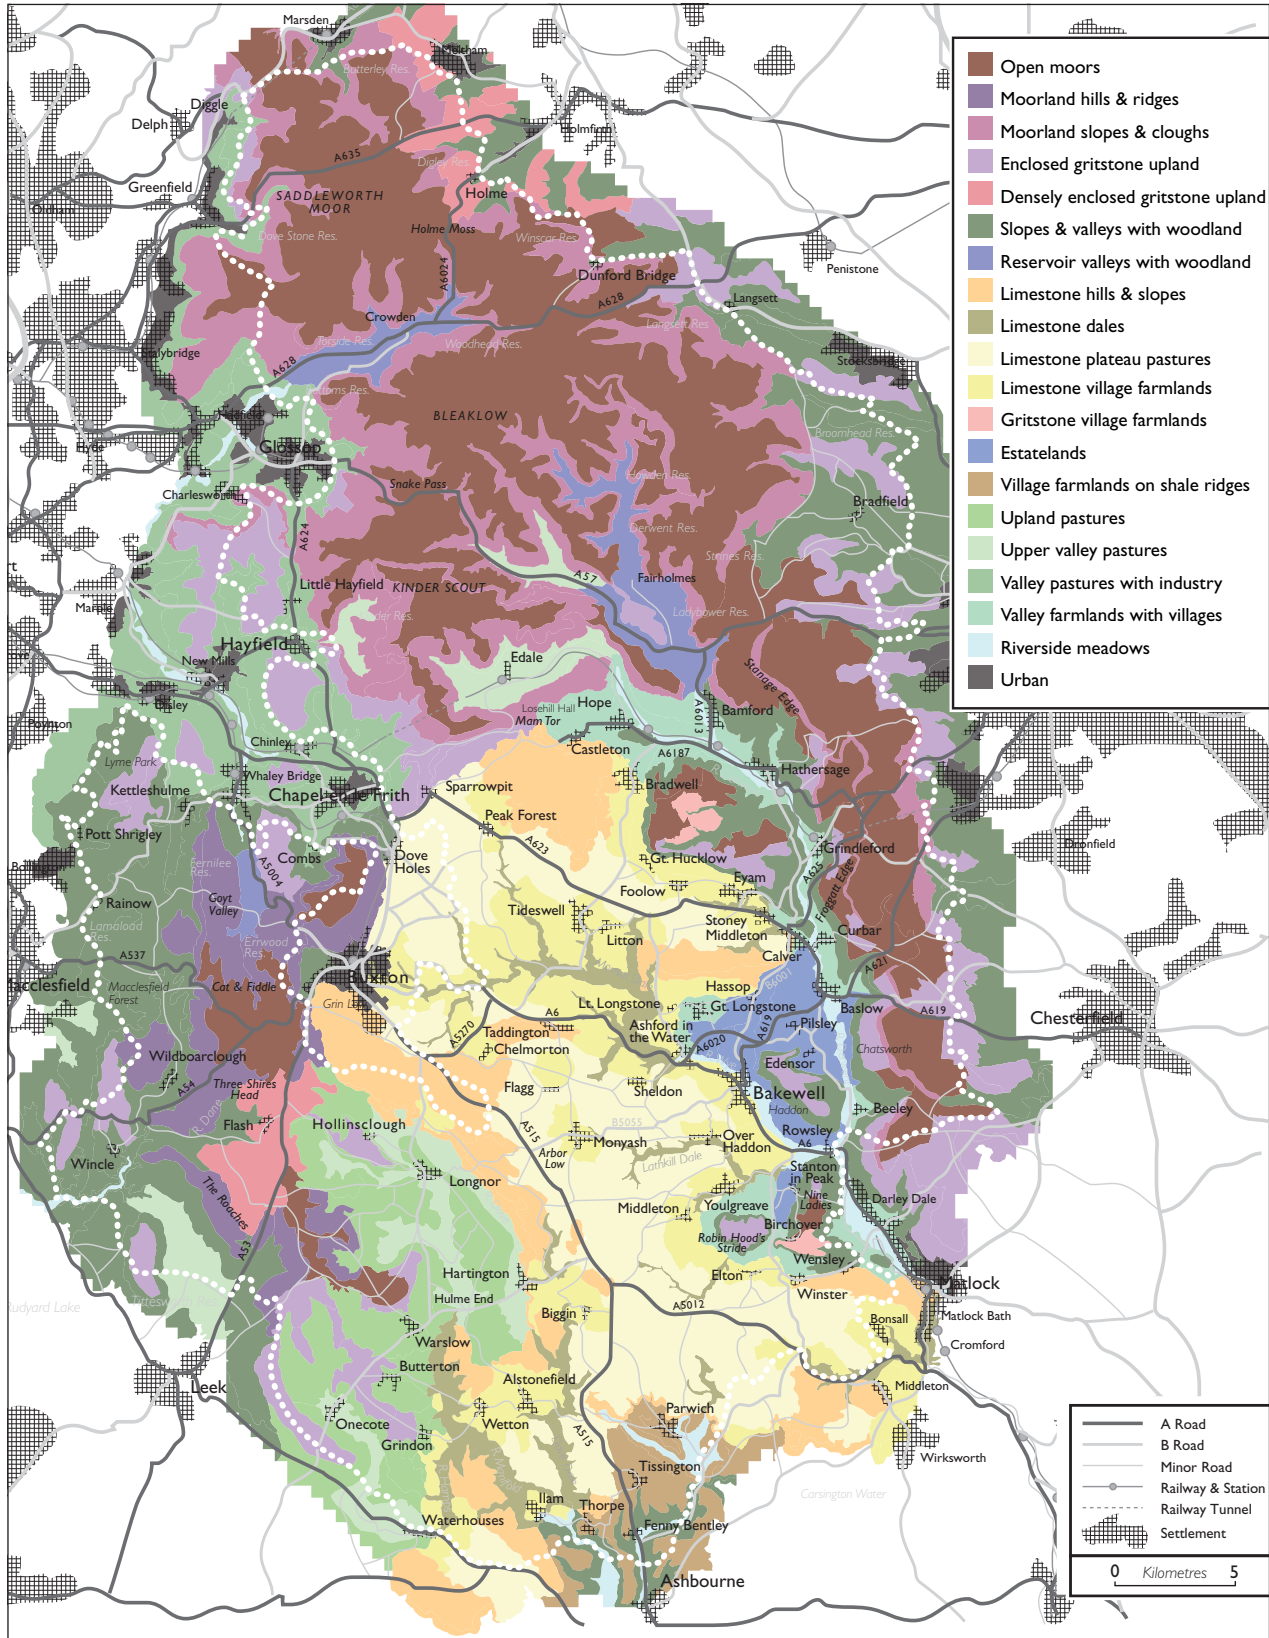 Marsden
Meltham
Butterley Res.
Diggle
Delph
Holmfirth
A635
Digley Res.
Greenfield
Holme
Oldham
SADDLEWORTH
MOOR
Holme Moss
Dove Stone Res.
Winscar Res.
Penistone
Dunford Bridge
A6024
A628
Langsett
Crowden
Langsett Res
Torside Res.
Woodhead Res.
Stalybridge
Stocksbridge
A628
Bottoms Res.
Hadfield
BLEAKLOW
Broomhead Res.
Hyde
Glossop
Howden Res.
Snake Pass
Charlesworth
Bradfield
Derwent Res.
A624
Strines Res.
A57
Fairholmes
Little Hayfield
KINDER SCOUT
Marple
Kinder Res.
Ladybower Res.
Hayfield
Edale
New Mills
Stanage Edge
Disley
Losehill Hall
Hope
Mam Tor
A6013
Bamford
Poynton
Chinley
Castleton
A6187
Lyme Park
Hathersage
Whaley Bridge
Kettleshulme
Chapel-en-le-Frith
Sparrowpit
Bradwell
Peak Forest
Pott Shrigley
A623
Grindleford
Dronfield
Fernilee
Res.
Combs
Dove
Holes
Gt. Hucklow
A5004
A625
Eyam
Foolow
Froggatt Edge
Goyt
Valley
Rainow
Tideswell
Stoney
Middleton
Lamaload
Res.
Litton
Curbar
Errwood
Res.
Calver
A537
A621
Macclesfield
Macclesfield
Forest
Cat & Fiddle
Buxton
Hassop
B6001
Grin Low
Lt. Longstone
Gt. Longstone
Baslow
A619
Chesterfield
A6
A619
Taddington
Ashford in
the Water
Pilsley
A5270
Chelmorton
A6020
Chatsworth
Wildboarclough
Edensor
A54
Three Shires
Head
Flagg
Sheldon
Bakewell
R. Dane
Haddon
Beeley
Flash
Hollinsclough
B5055
A515
Monyash
Over
Haddon
Rowsley
A6
Arbor
Low
Lathkill Dale
Wincle
Stanton
in Peak
Longnor
The Roaches
Nine
Ladies
Darley Dale
Middleton
Youlgreave
Birchover
Robin Hood's
Stride
A53
Wensley
Hartington
Elton
Matlock
Hulme End
Winster
Tittesworth Res.
Rudyard Lake
Biggin
A5012
Matlock Bath
Bonsall
Warslow
Cromford
Butterton
Alstonefield
Leek
Middleton
Parwich
Onecote
Wetton
A515
Grindon
Wirksworth
Tissington
Carsington Water
Ilam
Thorpe
Waterhouses
Fenny Bentley
Ashbourne
Open moors
Moorland hills & ridges
Moorland slopes & cloughs
Enclosed gritstone upland
Densely enclosed gritstone upland
Slopes & valleys with woodland
Reservoir valleys with woodland
Limestone hills & slopes
Limestone dales
Limestone plateau pastures
Limestone village farmlands
Gritstone village farmlands
Estatelands
Village farmlands on shale ridges
Upland pastures
Upper valley pastures
Valley pastures with industry
Valley farmlands with villages
Riverside meadows
Urban
A Road
B Road
Minor Road
Railway & Station
Railway Tunnel
Settlement
0 Kilometres 5